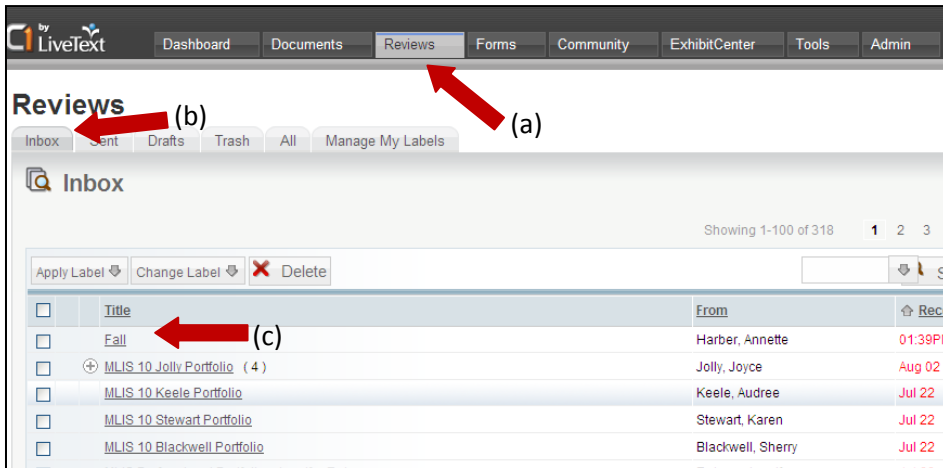 C1 by LiveText Dashboard Documents Reviews Forms Community ExhibitCenter Tools Admin
Reviews
(b)
(a)
Inbox Sent Drafts Trash All Manage My Labels
Inbox
Showing 1-100 of 318 1 2 3
Apply Label Change Label Delete S
Title From Rec
Fall (c) Harber, Annette 01:39P
MLIS 10 Jolly Portfolio ( 4 ) Jolly, Joyce Aug 02
MLIS 10 Keele Portfolio Keele, Audree Jul 22
MLIS 10 Stewart Portfolio Stewart, Karen Jul 22
MLIS 10 Blackwell Portfolio Blackwell, Sherry Jul 22